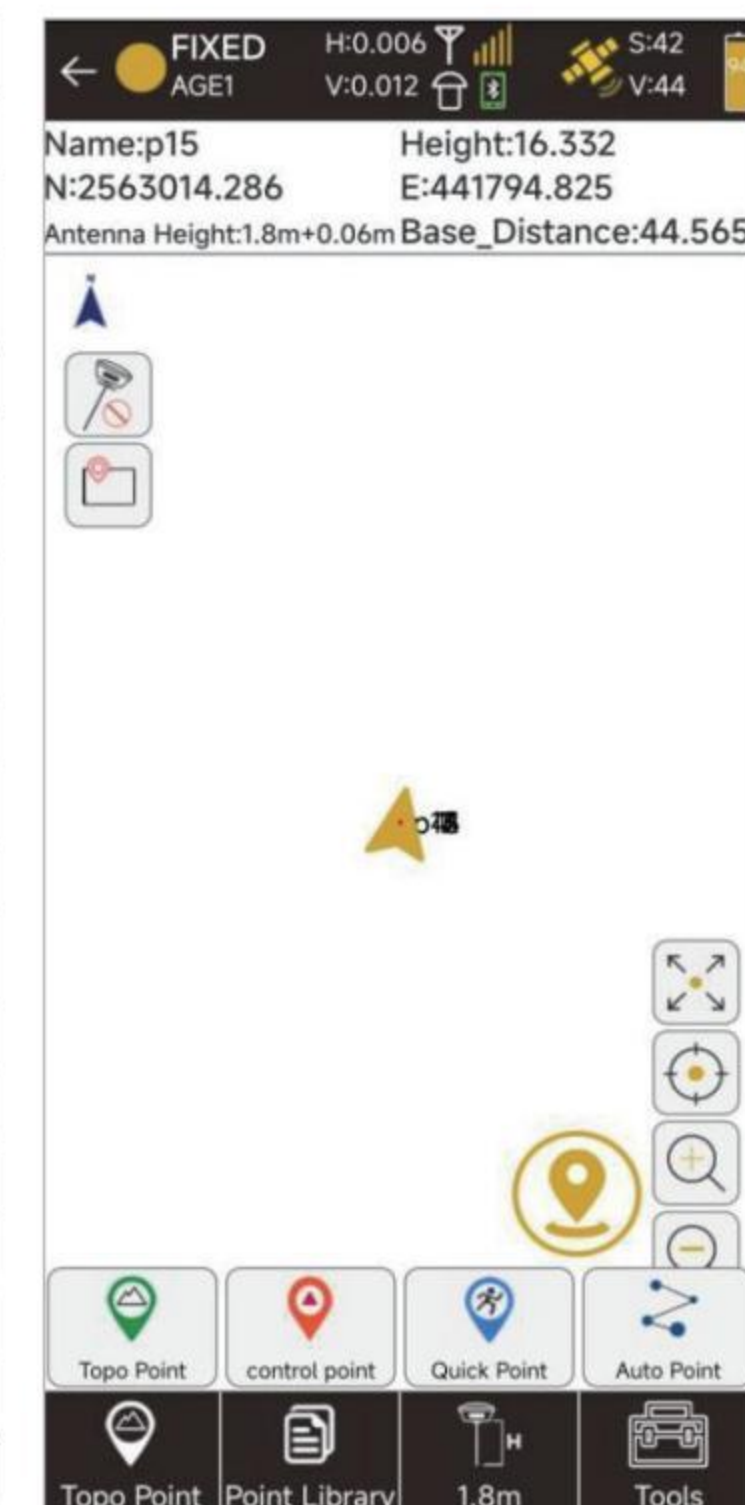 FIXED
AGE1
H:0.006
V:0.012
S:42
V:44
94
Name:p15
Height:16.332
N:2563014.286
E:441794.825
Antenna Height:1.8m+0.06m
Base_Distance:44.565
N
Topo Point
control point
Quick Point
Auto Point
H
Topo Point
Point Library
1.8m
Tools